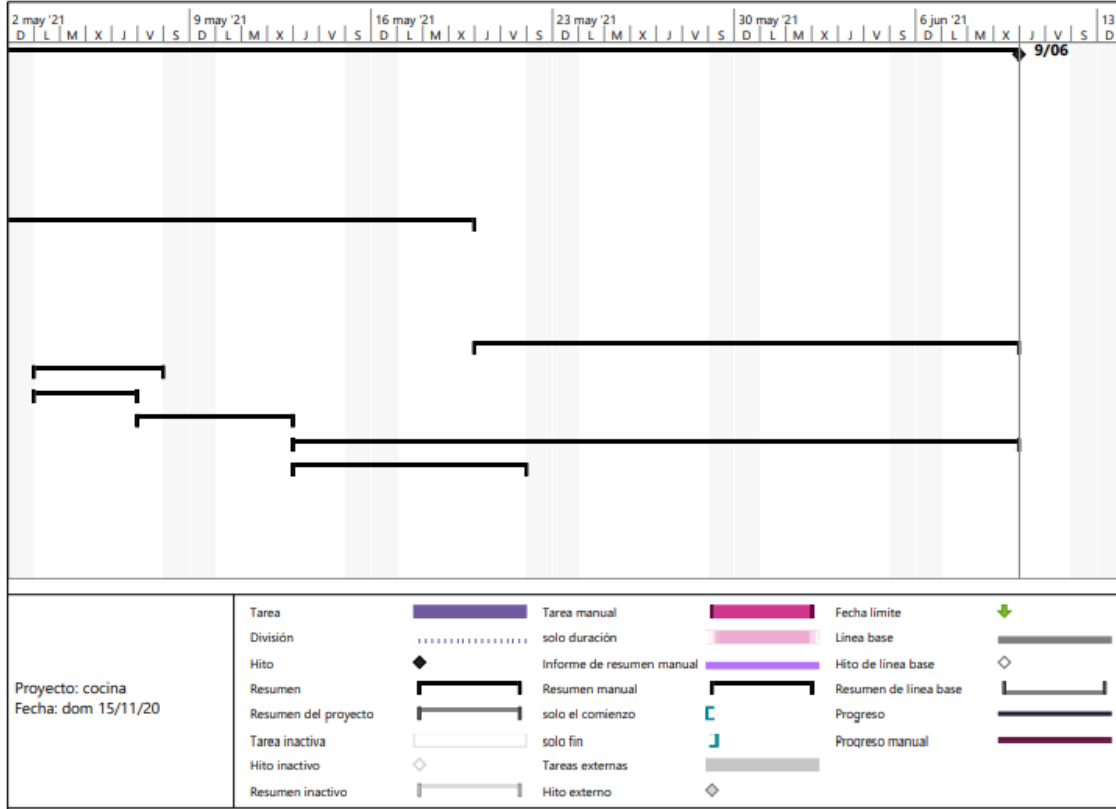 2 may '21 9 may '21 16 may '21 23 may '21 30 may '21 6 jun '21 13
D L M X J V S D L M X J V S D L M X J V S D L M X J V S D L M X J V S D L M X J V S D
9/06
Proyecto: cocina
Fecha: dom 15/11/20
Tarea
División
Hito
Resumen
Resumen del proyecto
Tarea inactiva
Hito inactivo
Resumen inactivo
Tarea manual
solo duración
Informe de resumen manual
Resumen manual
solo el comienzo
solo fin
Tareas externas
Hito externo
Fecha límite
Línea base
Hito de línea base
Resumen de línea base
Progreso
Progreso manual